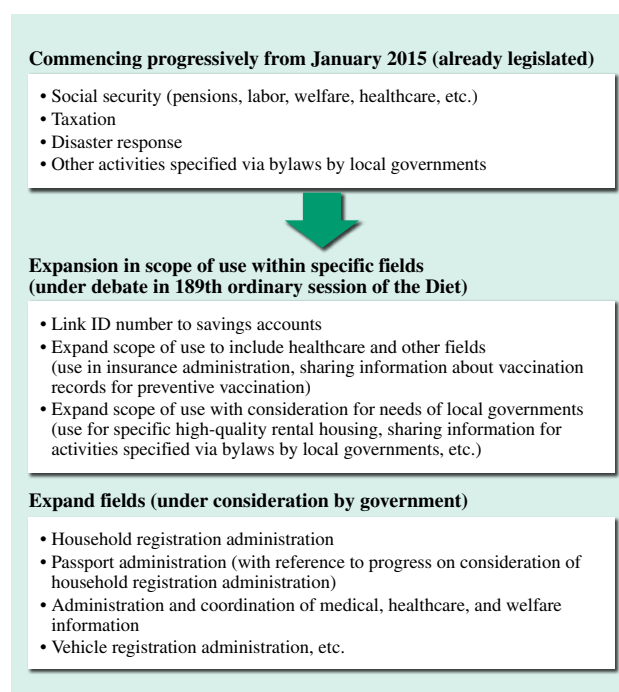 Commencing progressively from January 2015 (already legislated)
• Social security (pensions, labor, welfare, healthcare, etc.)
• Taxation
• Disaster response
• Other activities specified via bylaws by local governments
Expansion in scope of use within specific fields
(under debate in 189th ordinary session of the Diet)
• Link ID number to savings accounts
• Expand scope of use to include healthcare and other fields
(use in insurance administration, sharing information about vaccination
records for preventive vaccination)
• Expand scope of use with consideration for needs of local governments
(use for specific high-quality rental housing, sharing information for
activities specified via bylaws by local governments, etc.)
Expand fields (under consideration by government)
• Household registration administration
• Passport administration (with reference to progress on consideration of
household registration administration)
• Administration and coordination of medical, healthcare, and welfare
information
• Vehicle registration administration, etc.